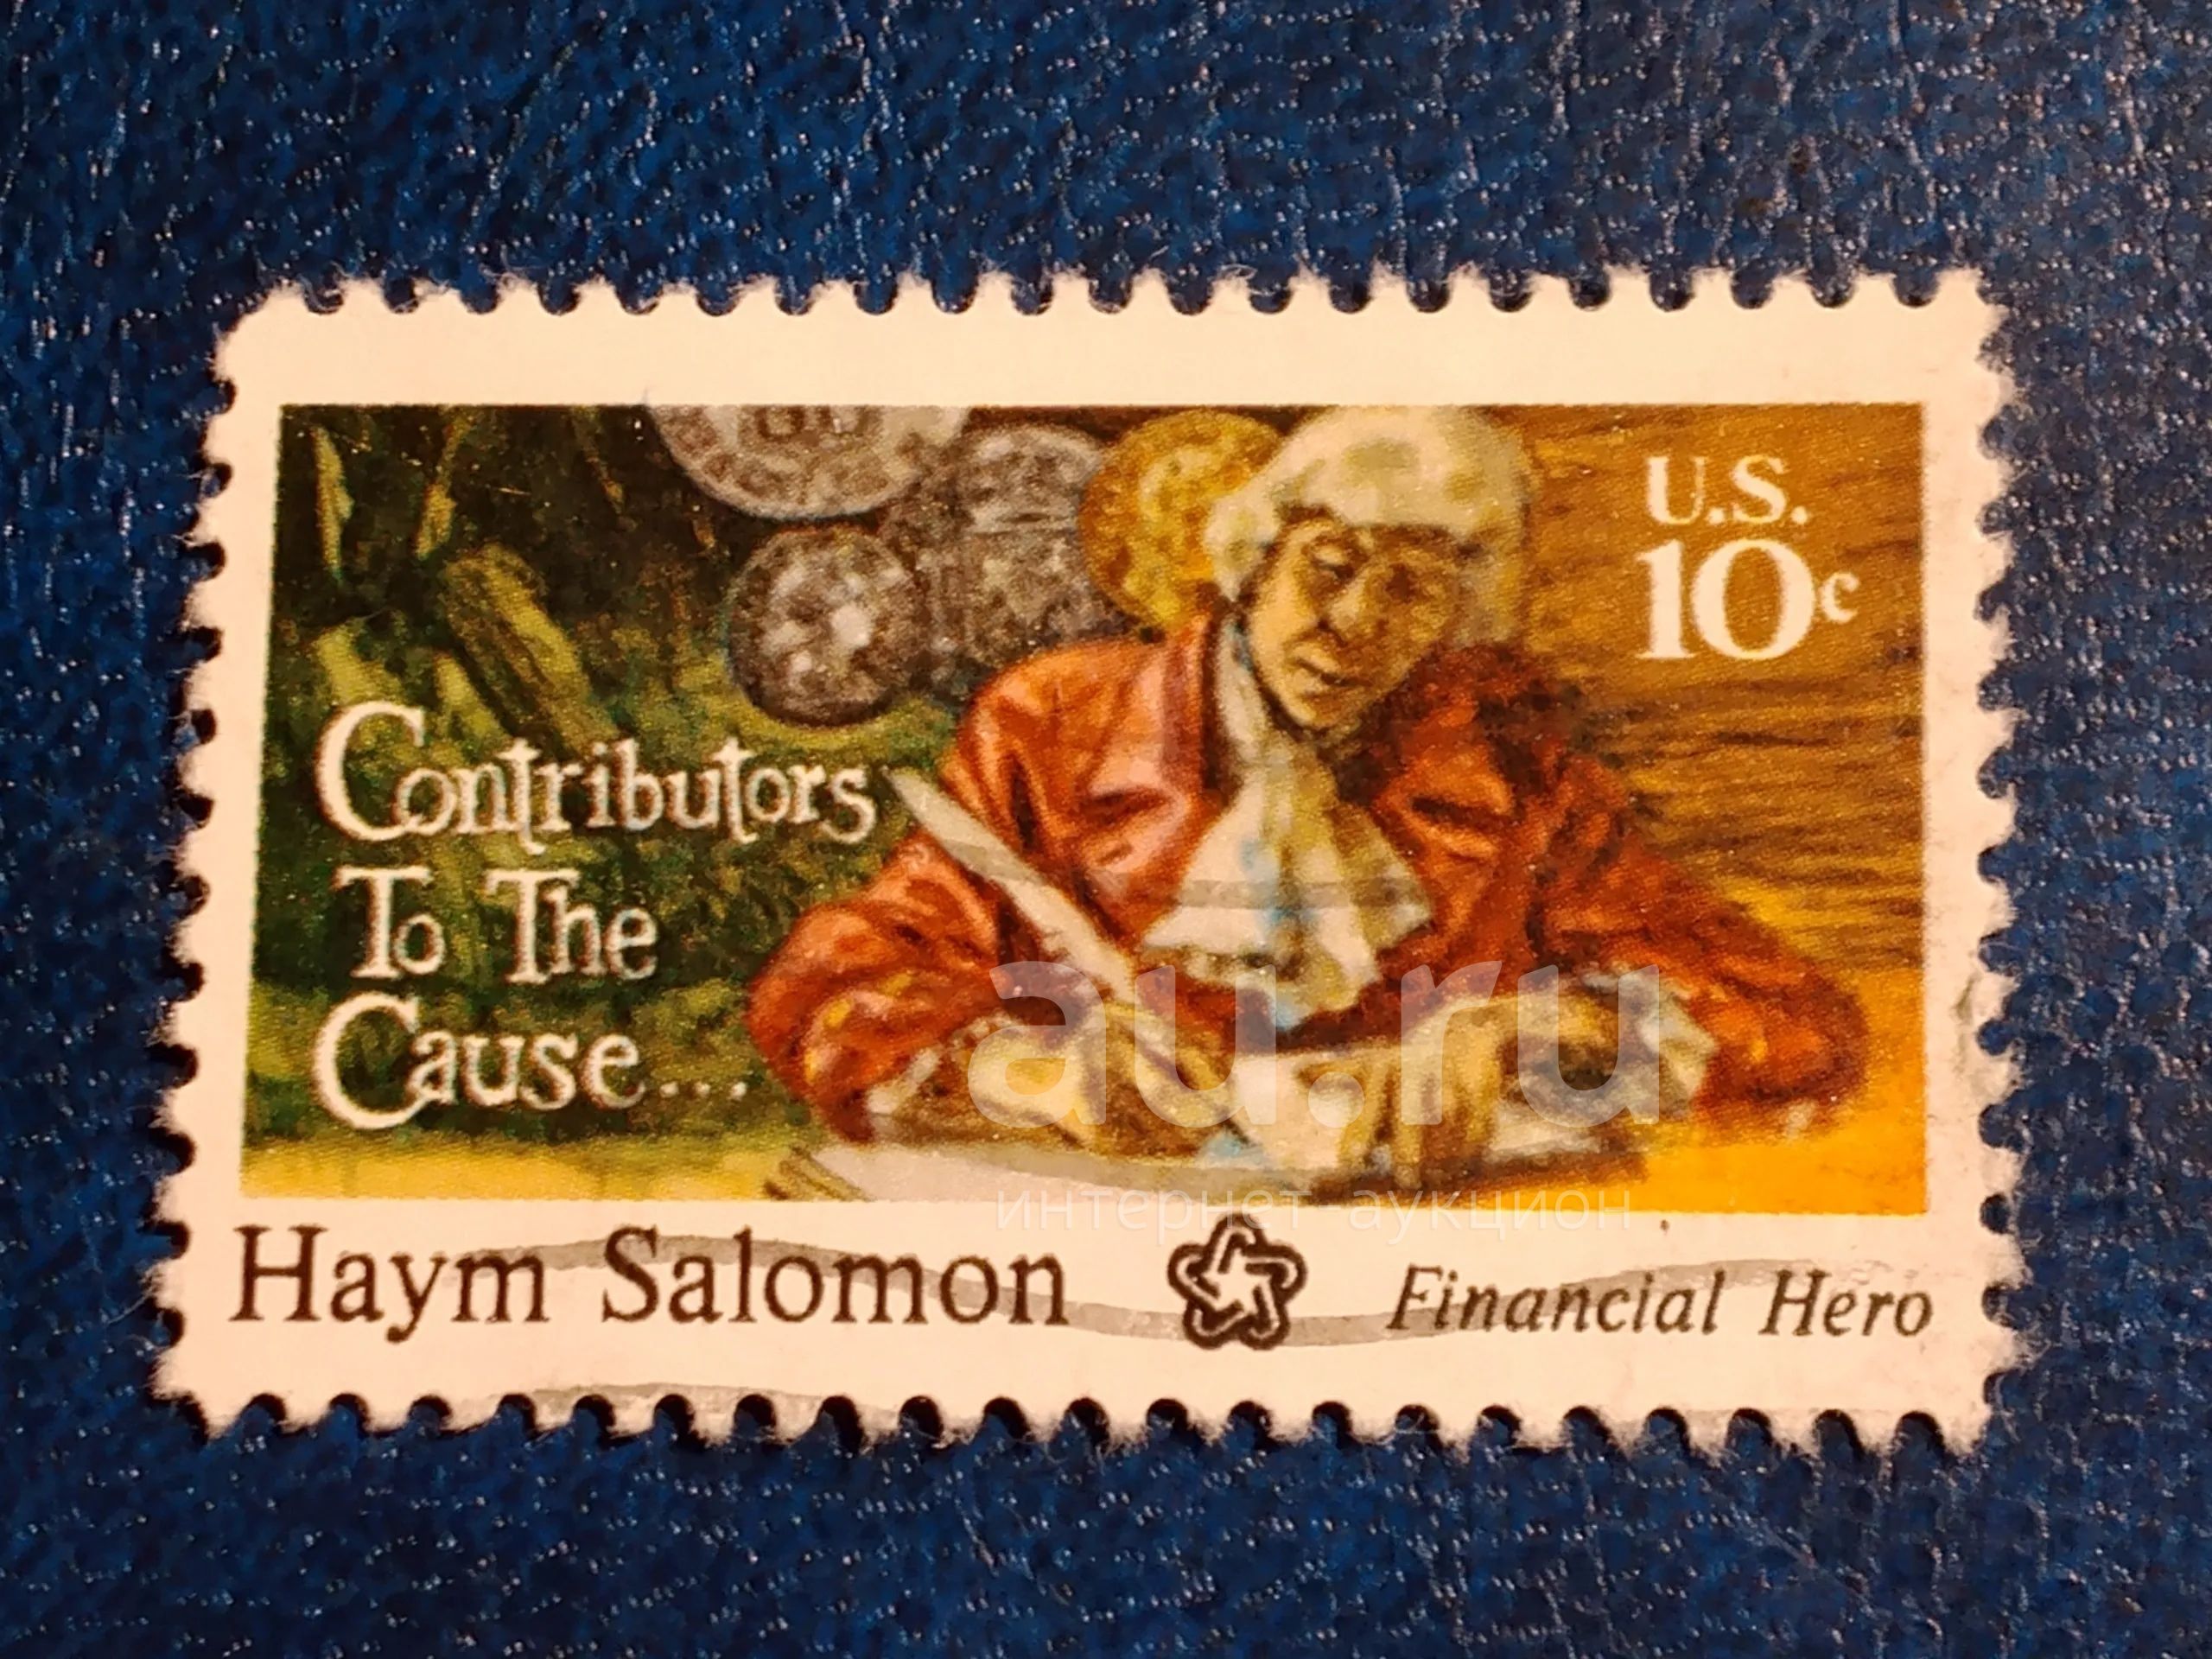 U.S.
10c
Contributors
To The
Cause...
au.ru
интернет-аукцион
Haym Salomon
Financial Hero